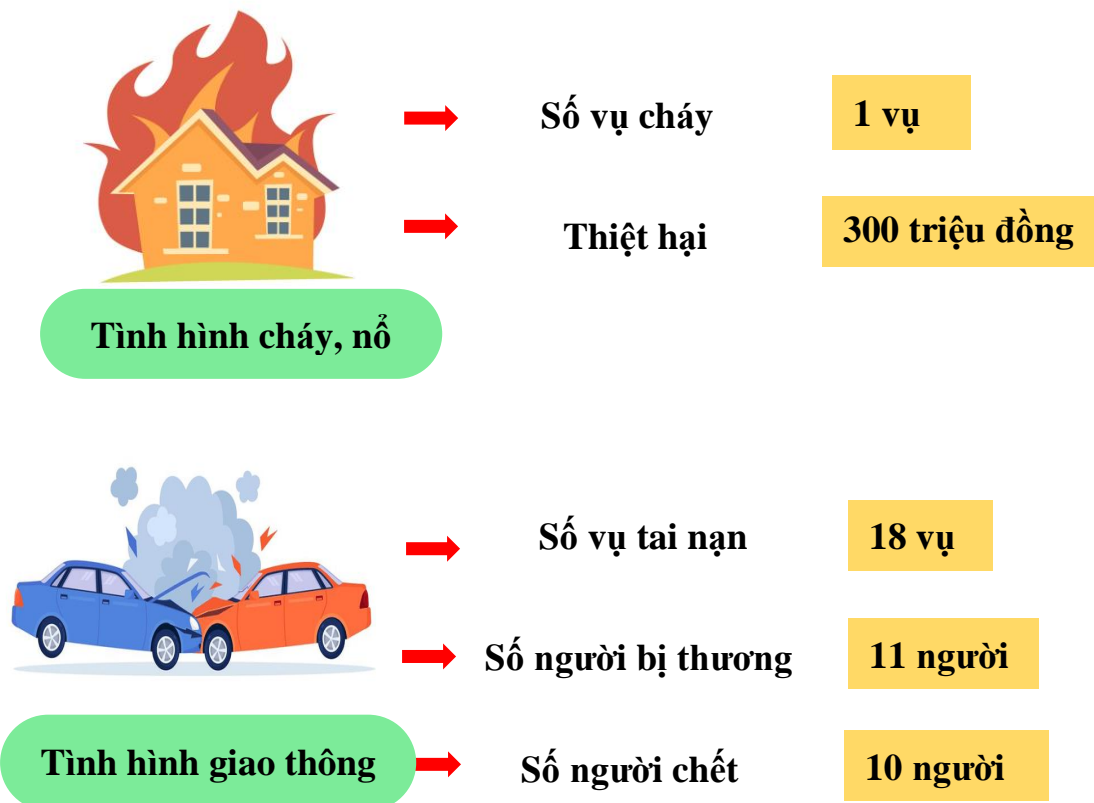 Số vụ cháy 1 vụ
Thiệt hại 300 triệu đồng
Tình hình cháy, nổ
Số vụ tai nạn 18 vụ
Số người bị thương 11 người
Tình hình giao thông
Số người chết 10 người